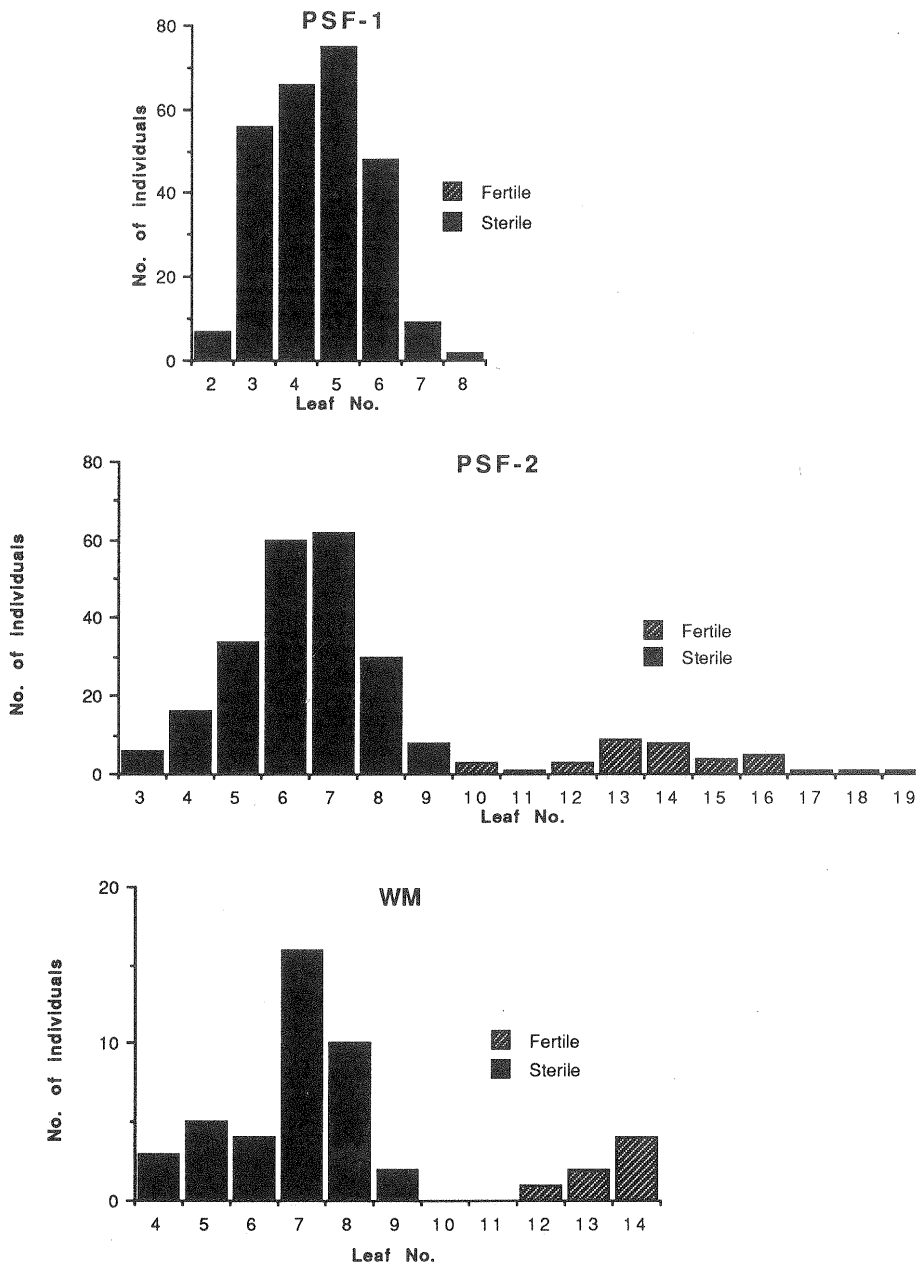 PSF-1
80
60
40
20
0
No. of individuals
Fertile
Sterile
2 3 4 5 6 7 8
Leaf No.
PSF-2
80
60
40
20
0
No. of individuals
Fertile
Sterile
3 4 5 6 7 8 9 10 11 12 13 14 15 16 17 18 19
Leaf No.
WM
20
10
0
No. of individuals
Fertile
Sterile
4 5 6 7 8 9 10 11 12 13 14
Leaf No.